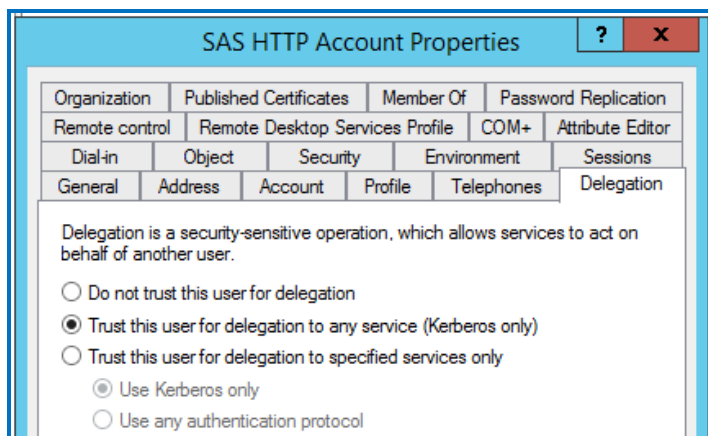 SAS HTTP Account Properties ? x
Organization Published Certificates Member Of Password Replication
Remote control Remote Desktop Services Profile COM+ Attribute Editor
Dial-in Object Security Environment Sessions
General Address Account Profile Telephones Delegation
Delegation is a security-sensitive operation, which allows services to act on
behalf of another user.
Do not trust this user for delegation
Trust this user for delegation to any service (Kerberos only)
Trust this user for delegation to specified services only
Use Kerberos only
Use any authentication protocol